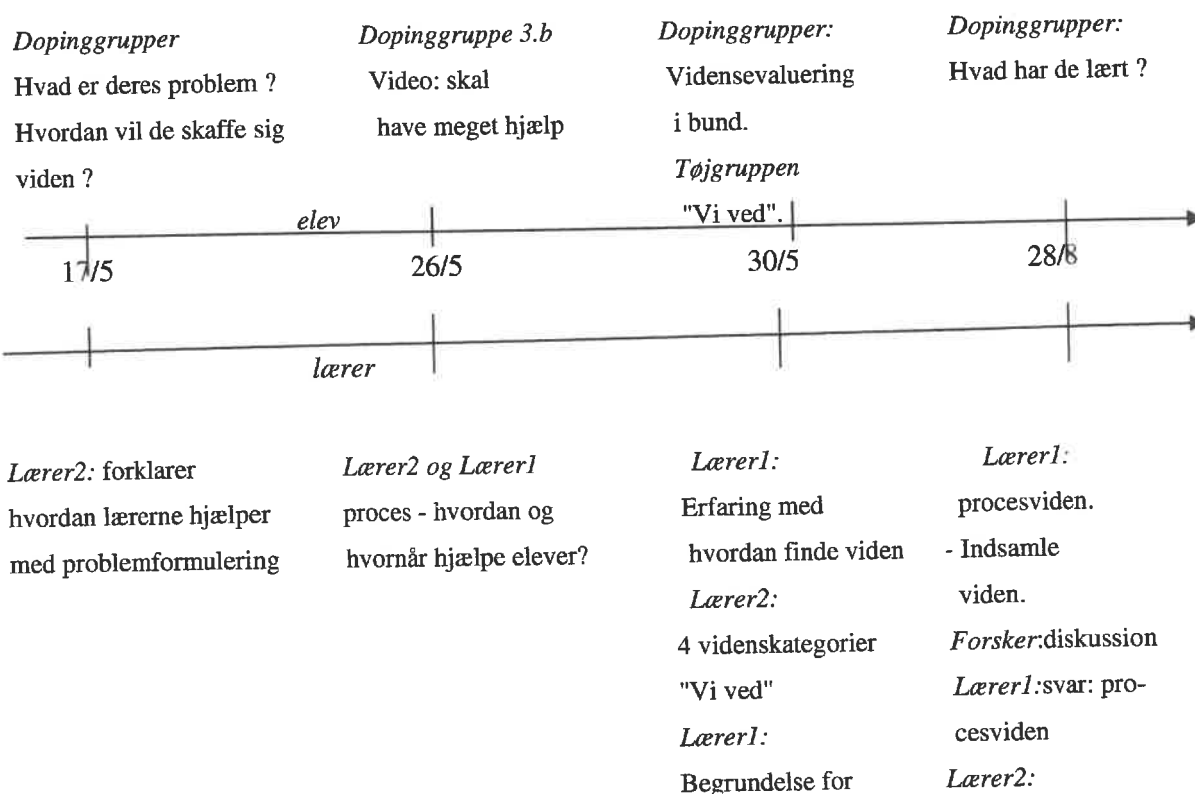 Dopinggrupper
Hvad er deres problem ?
Hvordan vil de skaffe sig
viden ?
Dopinggruppe 3.b
Video: skal
have meget hjælp
Dopinggrupper:
Vidensevaluering
i bund.
Tøjgruppen
"Vi ved".
Dopinggrupper:
Hvad har de lært ?
elev
17/5
26/5
30/5
28/8
lærer
Lærer2: forklarer
hvordan lærerne hjælper
med problemformulering
Lærer2 og Lærer1
proces - hvordan og
hvornår hjælpe elever?
Lærer1:
Erfaring med
hvordan finde viden
Lærer2:
4 videnskategorier
"Vi ved"
Lærer1:
Begrundelse for
Lærer1:
procesviden.
- Indsamle
viden.
Forsker:diskussion
Lærer1:svar: pro-
cesviden
Lærer2: